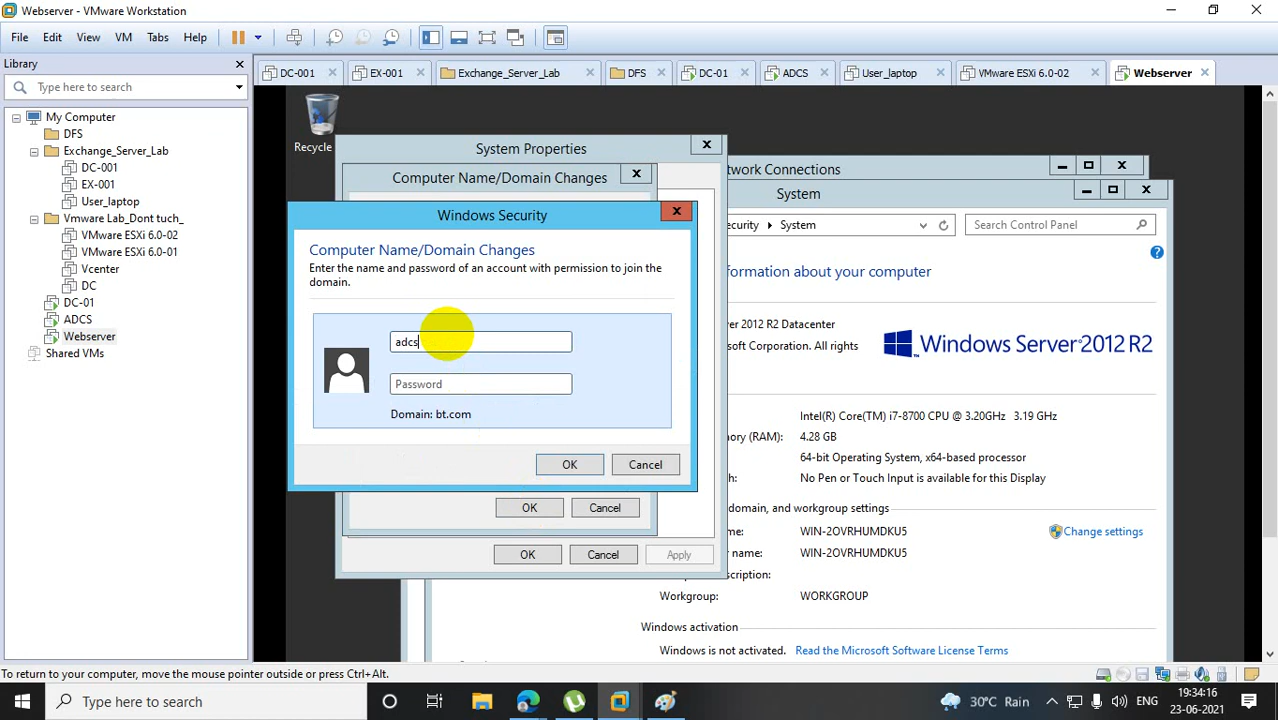 Webserver - VMware Workstation
File Edit View VM Tabs Help
Library
Type here to search
My Computer
DFS
Exchange_Server_Lab
DC-001
EX-001
User_laptop
Vmware Lab_Dont tuch_
VMware ESXi 6.0-02
VMware ESXi 6.0-01
Vcenter
DC
DC-01
ADCS
Webserver
Shared VMs
DC-001 EX-001 Exchange_Server_Lab DFS DC-01 ADCS User_laptop VMware ESXi 6.0-02 Webserver
Recycle
System Properties
Computer Name/Domain Changes
Windows Security
Computer Name/Domain Changes
Enter the name and password of an account with permission to join the
domain.
adcs
Password
Domain: bt.com
OK Cancel
OK Cancel
OK Cancel Apply
twork Connections
System
ecurity System Search Control Panel
formation about your computer
er 2012 R2 Datacenter
soft Corporation. All rights
Windows Server 2012 R2
Intel(R) Core(TM) i7-8700 CPU @ 3.20GHz 3.19 GHz
ory (RAM): 4.28 GB
64-bit Operating System, x64-based processor
No Pen or Touch Input is available for this Display
domain, and workgroup settings
me: WIN-2OVRHUMDKU5 Change settings
er name: WIN-2OVRHUMDKU5
scription:
Workgroup: WORKGROUP
Windows activation
Windows is not activated. Read the Microsoft Software License Terms
To return to your computer, move the mouse pointer outside or press Ctrl+Alt.
Type here to search
30°C Rain
ENG
19:34:16
23-06-2021